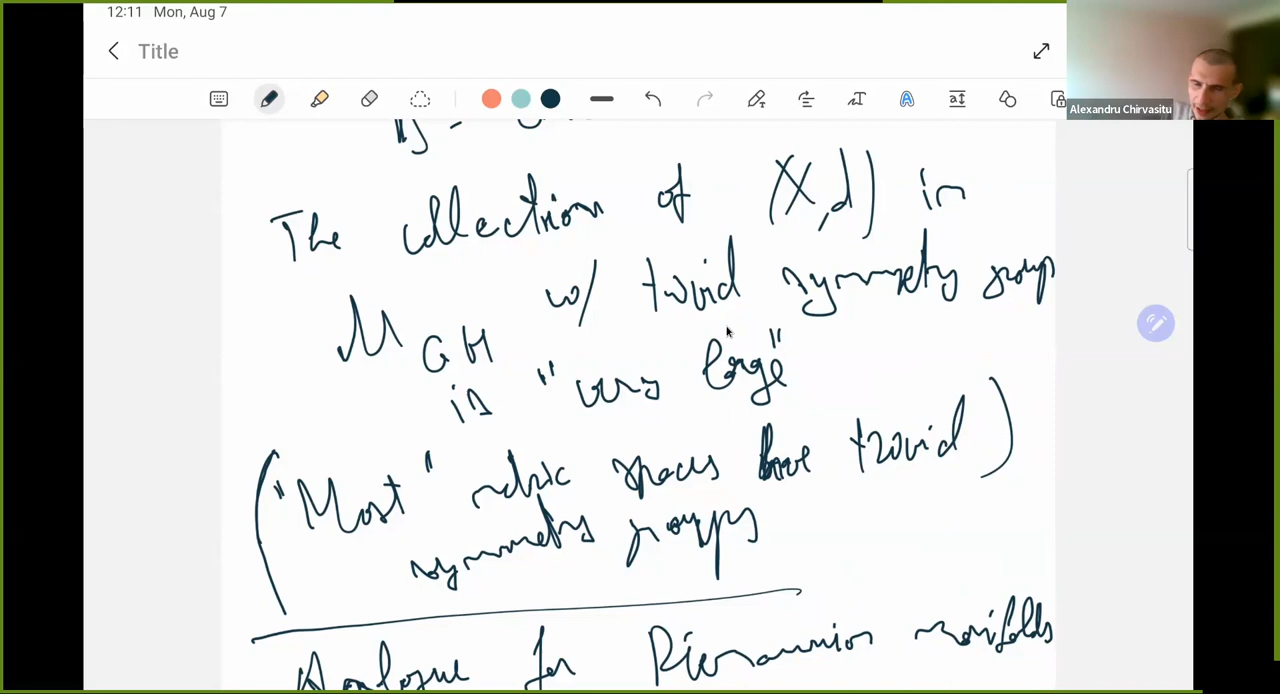 12:11 Mon, Aug 7
Title
Alexandru Chirvasitu
The collection of (X,d) in
M GH w/ trivial symmetry groups
is "very large"
("Most" metric spaces have trivial)
symmetry groups
Analogue for Riemannian manifolds